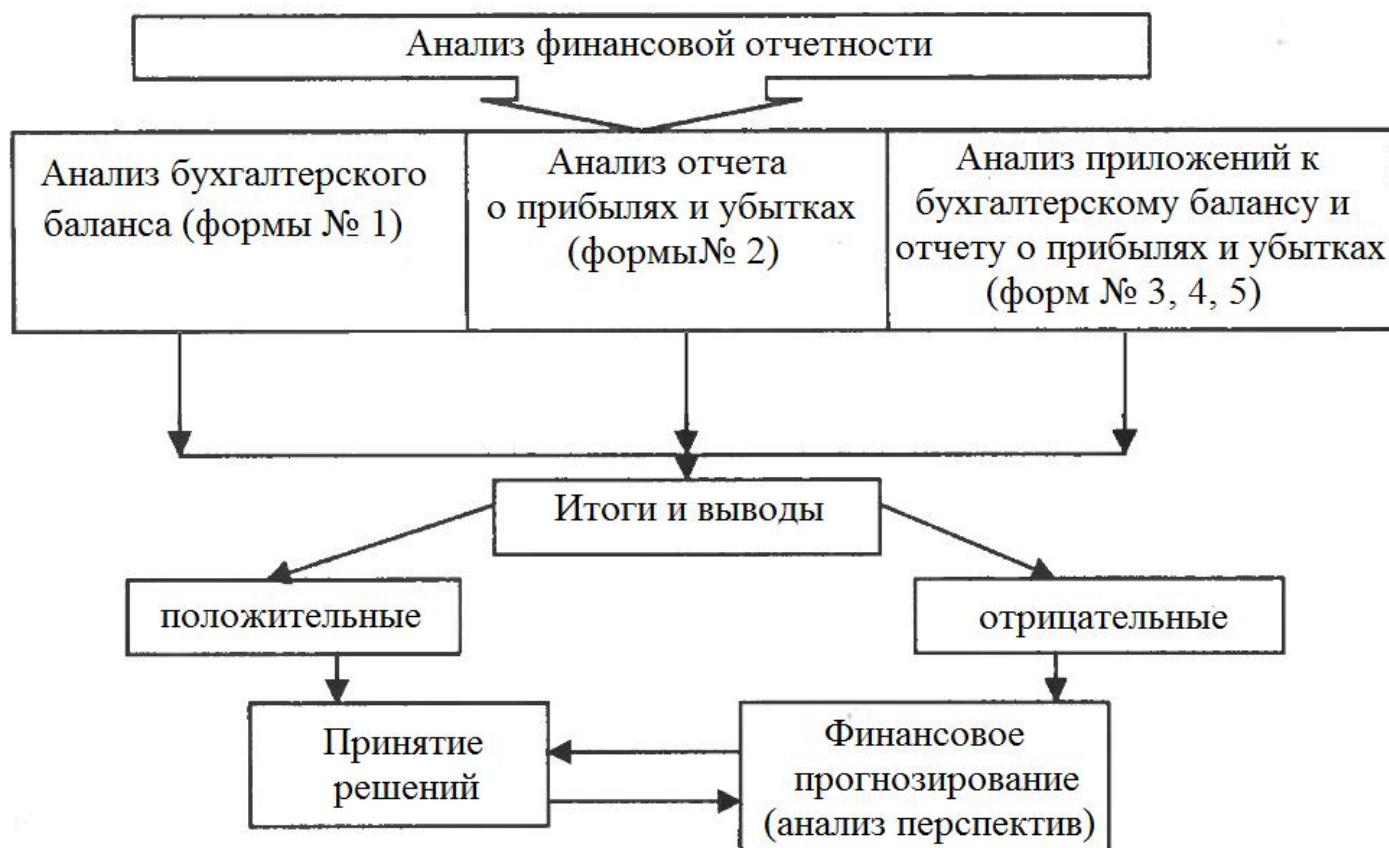 Анализ финансовой отчетности
Анализ бухгалтерского
баланса (формы № 1)
Анализ отчета
о прибылях и убытках
(формы№ 2)
Анализ приложений к
бухгалтерскому балансу и
отчету о прибылях и убытках
(форм № 3, 4, 5)
Итоги и выводы
положительные
отрицательные
Принятие
решений
Финансовое
прогнозирование
(анализ перспектив)